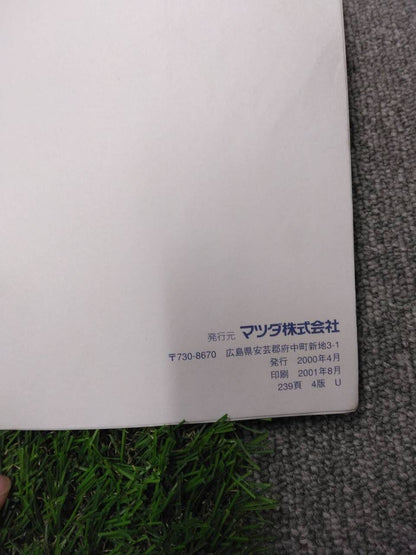 発行元 マツダ株式会社
〒730-8670 広島県安芸郡府中町新地3-1
発行 2000年4月
印刷 2001年8月
239頁 4版 U